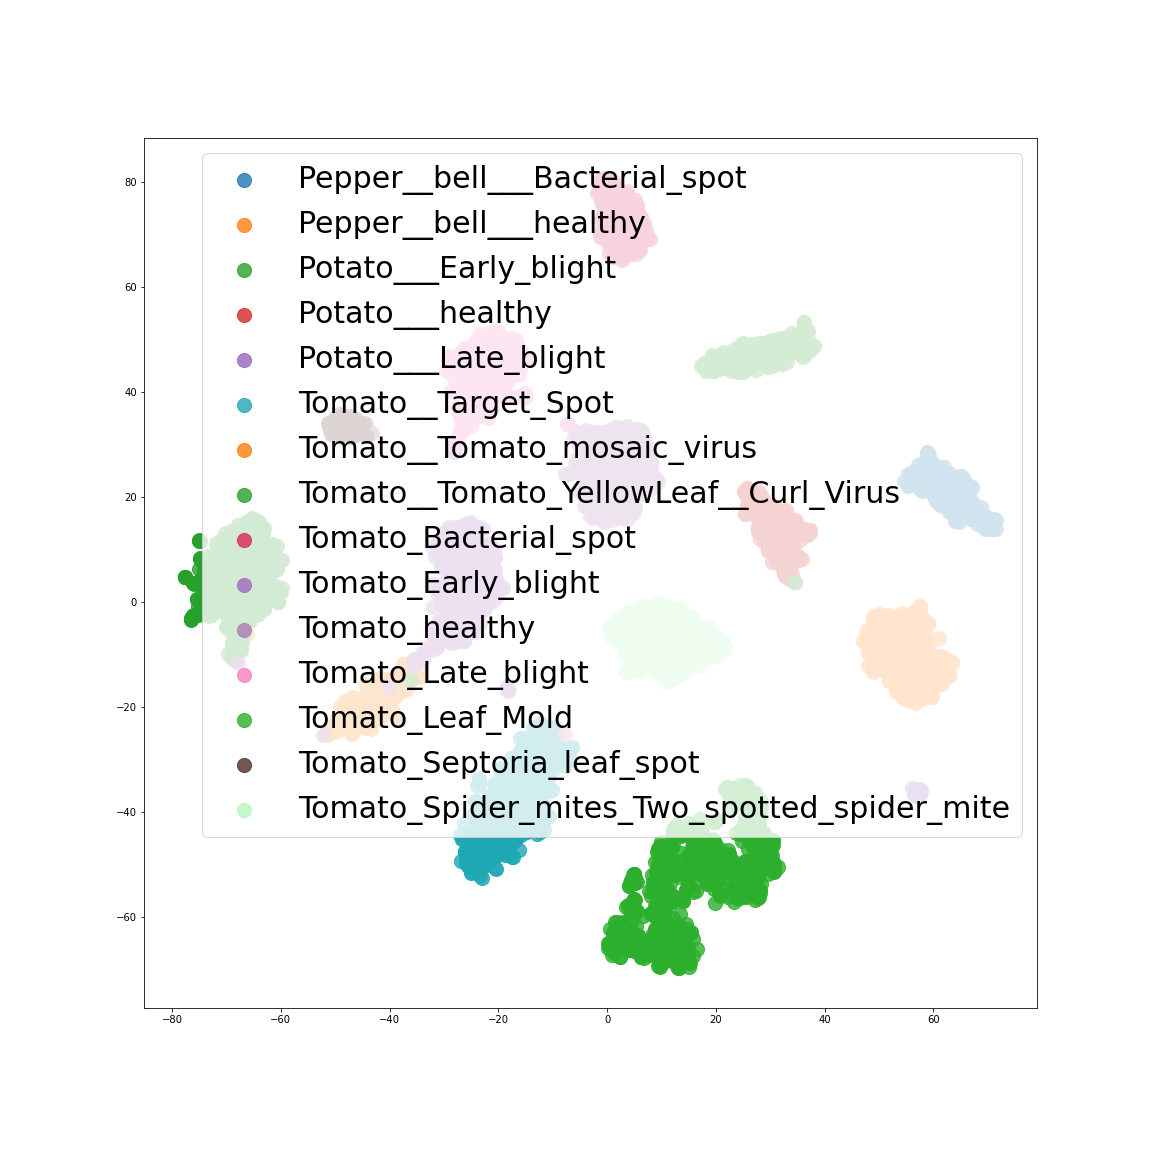 Pepper__bell___Bacterial_spot
Pepper__bell___healthy
Potato___Early_blight
Potato___healthy
Potato___Late_blight
Tomato__Target_Spot
Tomato__Tomato_mosaic_virus
Tomato__Tomato_YellowLeaf__Curl_Virus
Tomato_Bacterial_spot
Tomato_Early_blight
Tomato_healthy
Tomato_Late_blight
Tomato_Leaf_Mold
Tomato_Septoria_leaf_spot
Tomato_Spider_mites_Two_spotted_spider_mite
80
60
40
20
0
−20
−40
−60
−80 −60 −40 −20 0 20 40 60